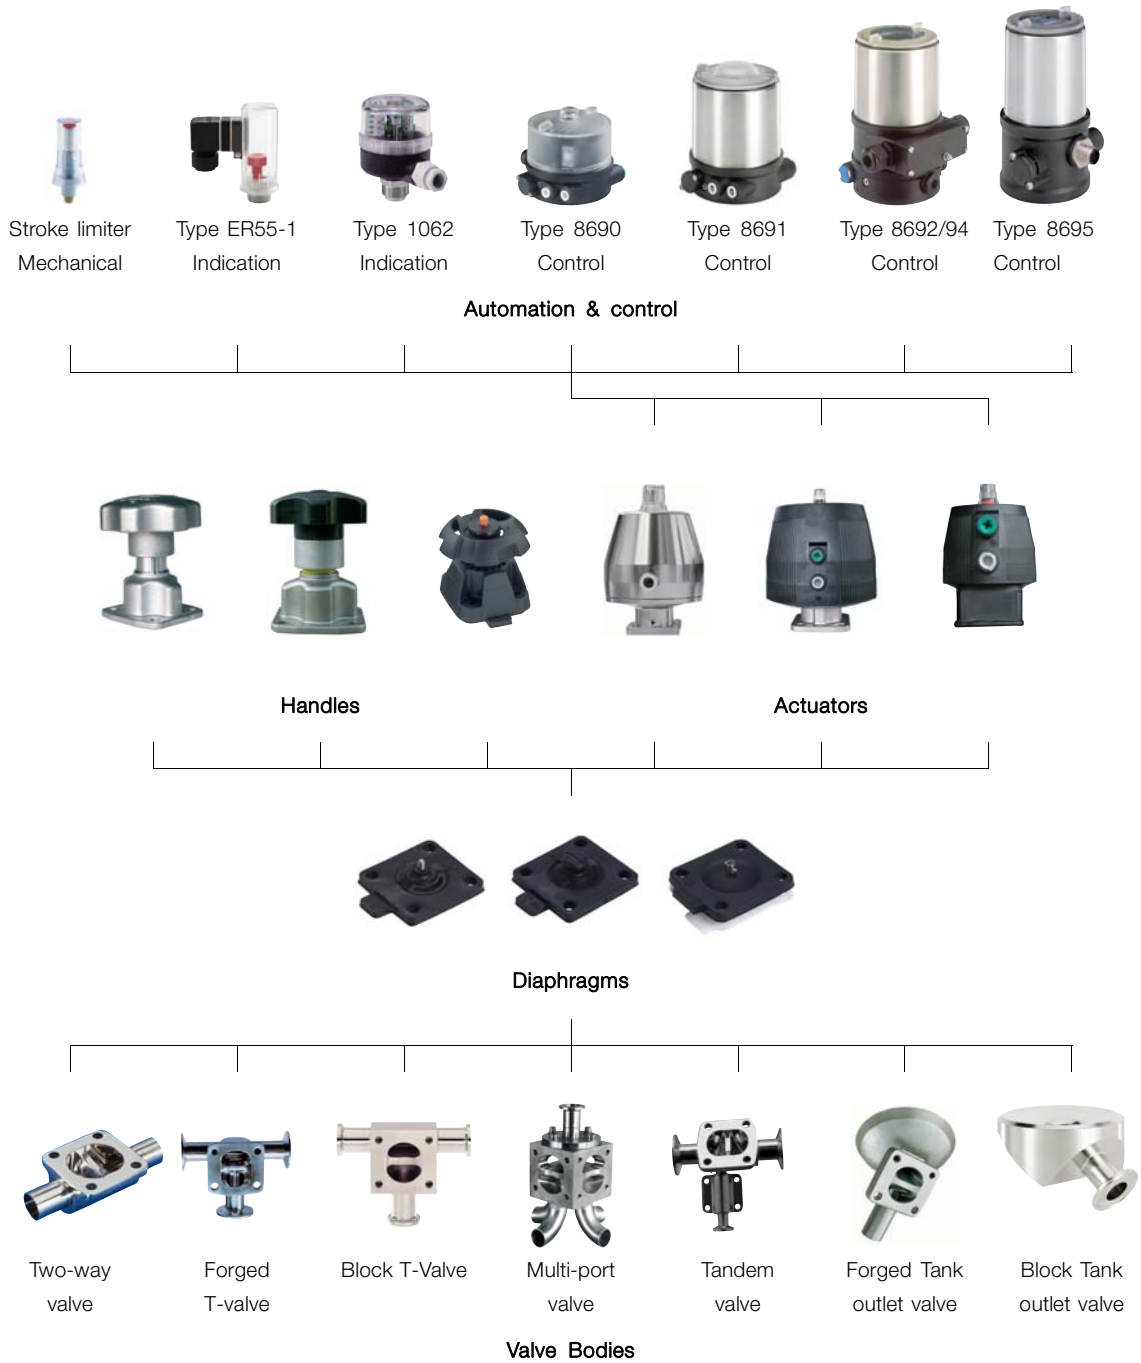 Stroke limiter
Mechanical
Type ER55-1
Indication
Type 1062
Indication
Type 8690
Control
Type 8691
Control
Type 8692/94
Control
Type 8695
Control
Automation & control
Handles
Actuators
Diaphragms
Two-way
valve
Forged
T-valve
Block T-Valve
Multi-port
valve
Tandem
valve
Forged Tank
outlet valve
Block Tank
outlet valve
Valve Bodies